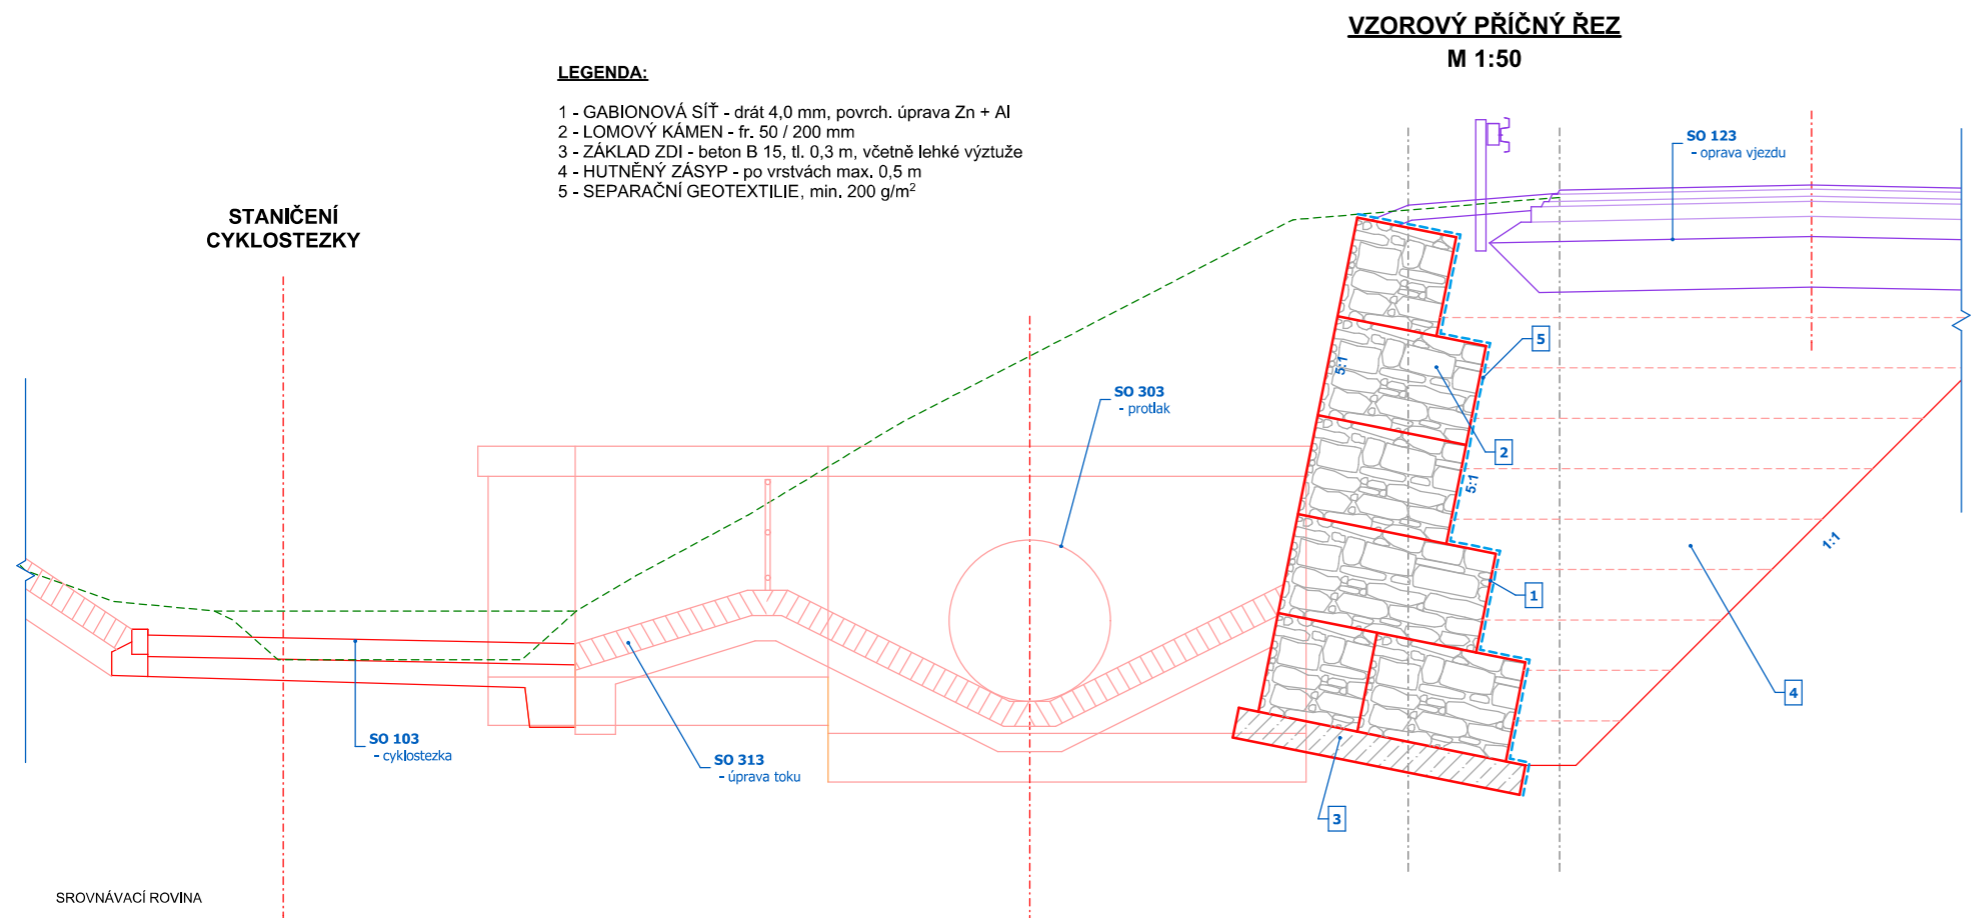 VZOROVÝ PŘÍČNÝ ŘEZ
M 1:50
LEGENDA:
1 - GABIONOVÁ SÍŤ - drát 4,0 mm, povrch. úprava Zn + Al
2 - LOMOVÝ KÁMEN - fr. 50 / 200 mm
3 - ZÁKLAD ZDI - beton B 15, tl. 0,3 m, včetně lehké výztuže
4 - HUTNĚNÝ ZÁSYP - po vrstvách max. 0,5 m
5 - SEPARAČNÍ GEOTEXTILIE, min. 200 g/m²
STANIČENÍ
CYKLOSTEZKY
SO 123
- oprava vjezdu
5
5:1
SO 303
- protlak
2
5:1
1:1
1
4
SO 103
- cyklostezka
SO 313
- úprava toku
3
SROVNÁVACÍ ROVINA